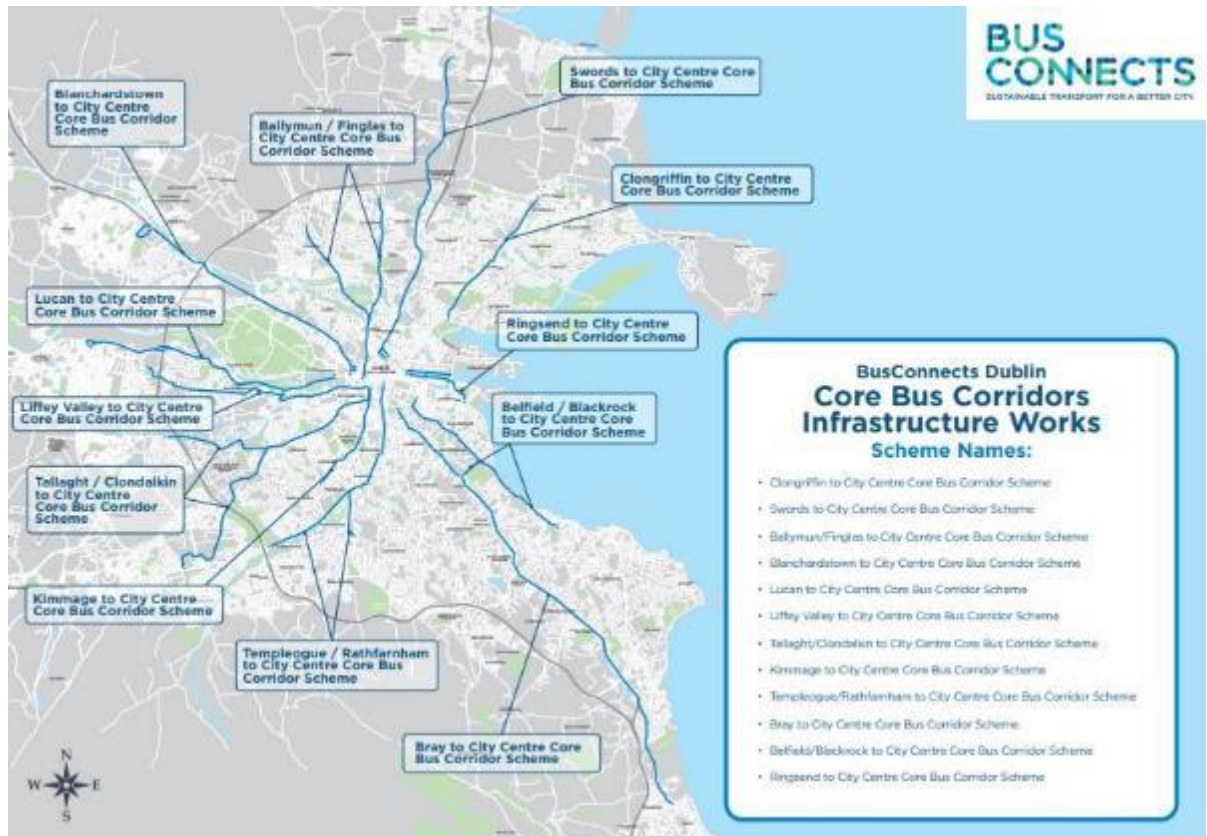 BUS
CONNECTS
SUSTAINABLE TRANSPORT FOR A BETTER CITY
Blanchardstown
to City Centre
Core Bus Corridor
Scheme
Ballymun / Finglas to
City Centre Core Bus
Corridor Scheme
Swords to City Centre Core
Bus Corridor Scheme
Clongriffin to City Centre
Core Bus Corridor Scheme
Lucan to City Centre
Core Bus Corridor Scheme
Ringsend to City Centre
Core Bus Corridor Scheme
Liffey Valley to City Centre
Core Bus Corridor Scheme
Belfield / Blackrock
to City Centre Core
Bus Corridor Scheme
Tallaght / Clondalkin
to City Centre
Core Bus Corridor
Scheme
Kimmage to City Centre
Core Bus Corridor Scheme
Templeogue / Rathfarnham
to City Centre Core Bus
Corridor Scheme
Bray to City Centre Core
Bus Corridor Scheme
N
W E
S
BusConnects Dublin
Core Bus Corridors
Infrastructure Works
Scheme Names:
• Clongriffin to City Centre Core Bus Corridor Scheme
• Swords to City Centre Core Bus Corridor Scheme
• Ballymun/Finglas to City Centre Core Bus Corridor Scheme
• Blanchardstown to City Centre Core Bus Corridor Scheme
• Lucan to City Centre Core Bus Corridor Scheme
• Liffey Valley to City Centre Core Bus Corridor Scheme
• Tallaght/Clondalkin to City Centre Core Bus Corridor Scheme
• Kimmage to City Centre Core Bus Corridor Scheme
• Templeogue/Rathfarnham to City Centre Core Bus Corridor Scheme
• Bray to City Centre Core Bus Corridor Scheme
• Belfield/Blackrock to City Centre Core Bus Corridor Scheme
• Ringsend to City Centre Core Bus Corridor Scheme